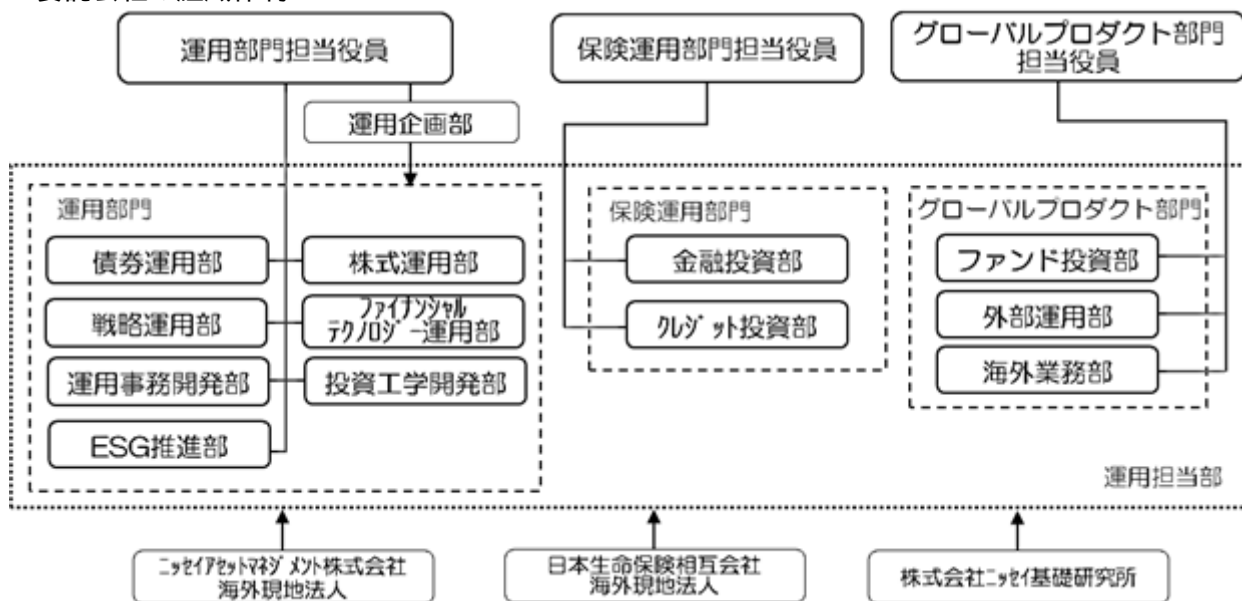 運用部門担当役員
保険運用部門担当役員
グローバルプロダクト部門
担当役員
運用企画部
運用部門
債券運用部
株式運用部
戦略運用部
ファイナンシャル
テクノロジー運用部
運用事務開発部
投資工学開発部
ESG推進部
保険運用部門
金融投資部
クレジット投資部
グローバルプロダクト部門
ファンド投資部
外部運用部
海外業務部
運用担当部
ニッセイアセットマネジメント株式会社
海外現地法人
日本生命保険相互会社
海外現地法人
株式会社ニッセイ基礎研究所